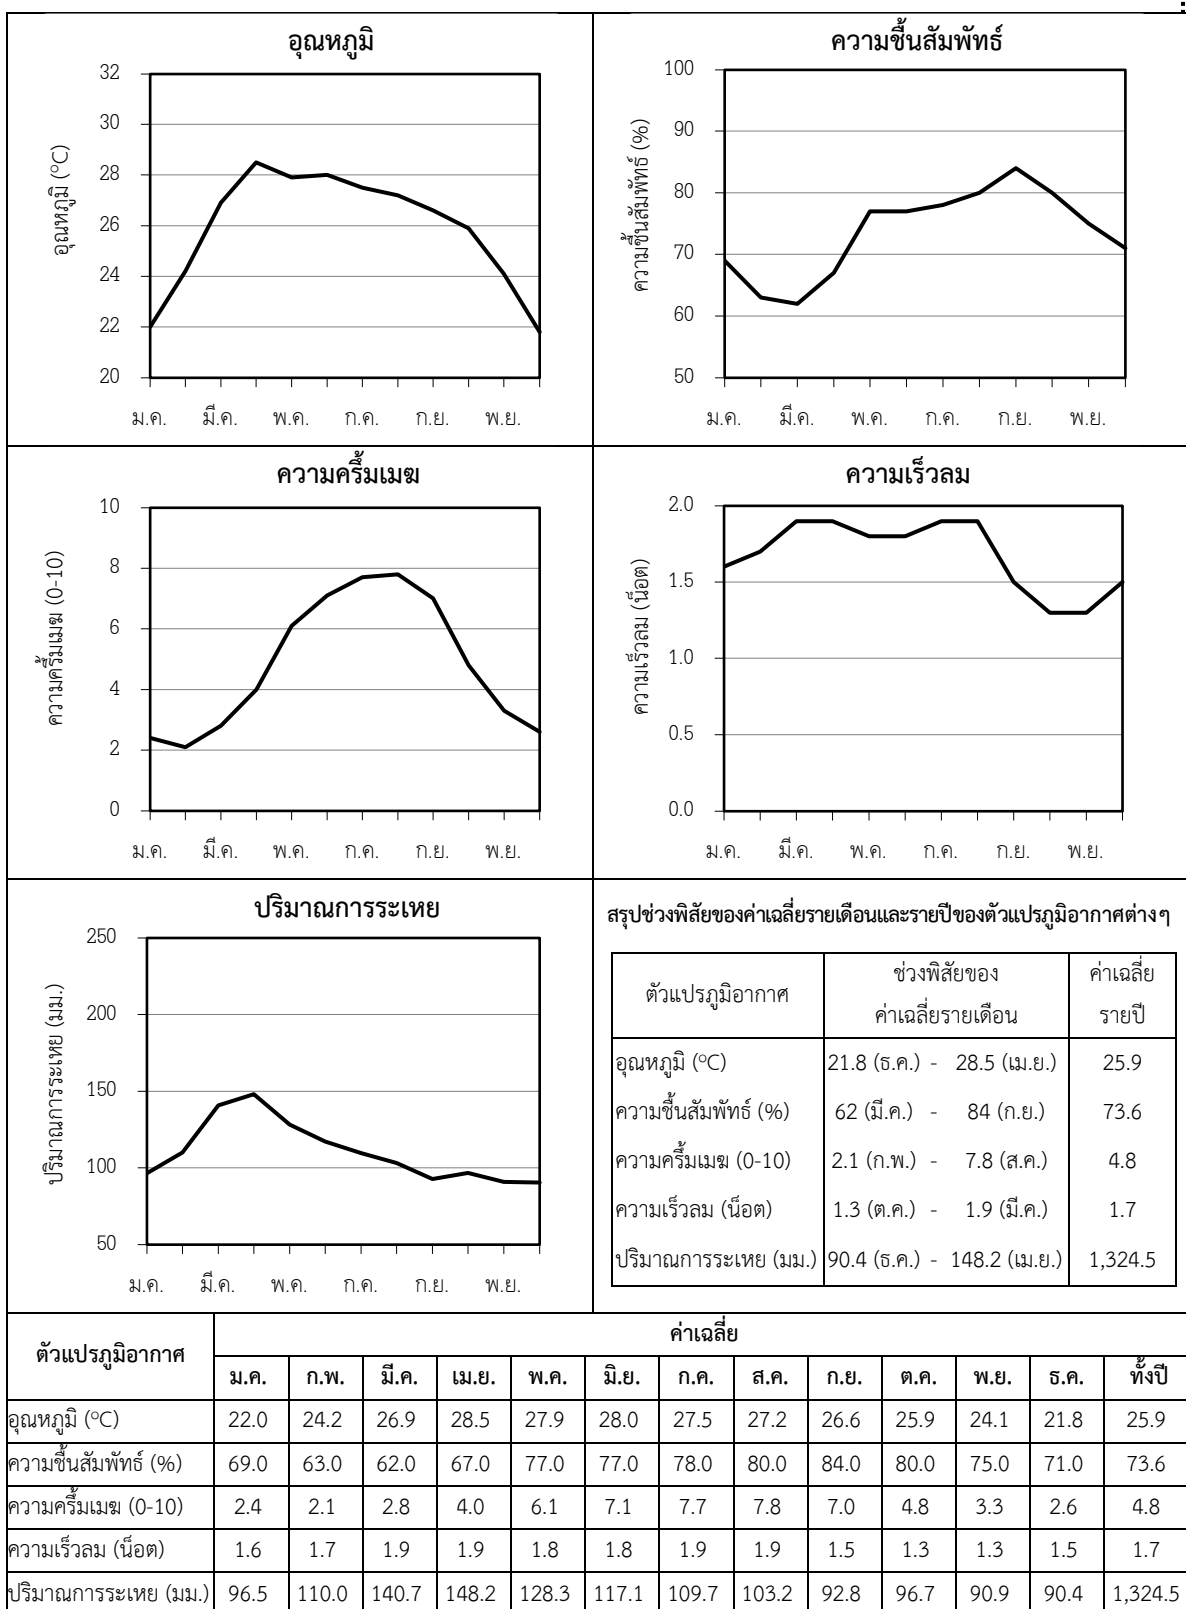 อุณหภูมิ
อุณหภูมิ (°C)
32
30
28
26
24
22
20
ม.ค. มี.ค. พ.ค. ก.ค. ก.ย. พ.ย.
ความชื้นสัมพัทธ์
ความชื้นสัมพัทธ์ (%)
100
90
80
70
60
50
ม.ค. มี.ค. พ.ค. ก.ค. ก.ย. พ.ย.
ความครึ้มเมฆ
ความครึ้มเมฆ (0-10)
10
8
6
4
2
0
ม.ค. มี.ค. พ.ค. ก.ค. ก.ย. พ.ย.
ความเร็วลม
ความเร็วลม (น็อต)
2.0
1.5
1.0
0.5
0.0
ม.ค. มี.ค. พ.ค. ก.ค. ก.ย. พ.ย.
ปริมาณการระเหย
ปริมาณการระเหย (มม.)
250
200
150
100
50
ม.ค. มี.ค. พ.ค. ก.ค. ก.ย. พ.ย.
สรุปช่วงพิสัยของค่าเฉลี่ยรายเดือนและรายปีของตัวแปรภูมิอากาศต่างๆ
ตัวแปรภูมิอากาศ ช่วงพิสัยของ ค่าเฉลี่ย
ค่าเฉลี่ยรายเดือน รายปี
อุณหภูมิ (°C) 21.8 (ธ.ค.) - 28.5 (เม.ย.) 25.9
ความชื้นสัมพัทธ์ (%) 62 (มี.ค.) - 84 (ก.ย.) 73.6
ความครึ้มเมฆ (0-10) 2.1 (ก.พ.) - 7.8 (ส.ค.) 4.8
ความเร็วลม (น็อต) 1.3 (ต.ค.) - 1.9 (มี.ค.) 1.7
ปริมาณการระเหย (มม.) 90.4 (ธ.ค.) - 148.2 (เม.ย.) 1,324.5
ตัวแปรภูมิอากาศ ค่าเฉลี่ย
ม.ค. ก.พ. มี.ค. เม.ย. พ.ค. มิ.ย. ก.ค. ส.ค. ก.ย. ต.ค. พ.ย. ธ.ค. ทั้งปี
อุณหภูมิ (°C) 22.0 24.2 26.9 28.5 27.9 28.0 27.5 27.2 26.6 25.9 24.1 21.8 25.9
ความชื้นสัมพัทธ์ (%) 69.0 63.0 62.0 67.0 77.0 77.0 78.0 80.0 84.0 80.0 75.0 71.0 73.6
ความครึ้มเมฆ (0-10) 2.4 2.1 2.8 4.0 6.1 7.1 7.7 7.8 7.0 4.8 3.3 2.6 4.8
ความเร็วลม (น็อต) 1.6 1.7 1.9 1.9 1.8 1.8 1.9 1.9 1.5 1.3 1.3 1.5 1.7
ปริมาณการระเหย (มม.) 96.5 110.0 140.7 148.2 128.3 117.1 109.7 103.2 92.8 96.7 90.9 90.4 1,324.5